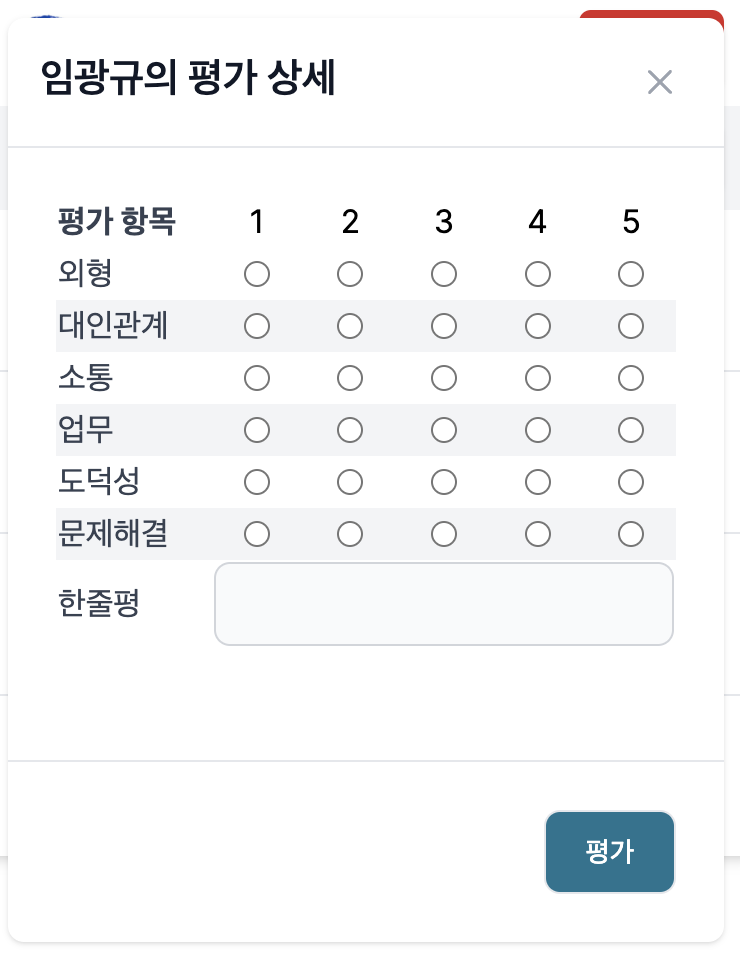 임광규의 평가 상세
평가 항목 1 2 3 4 5
외형
대인관계
소통
업무
도덕성
문제해결
한줄평
평가